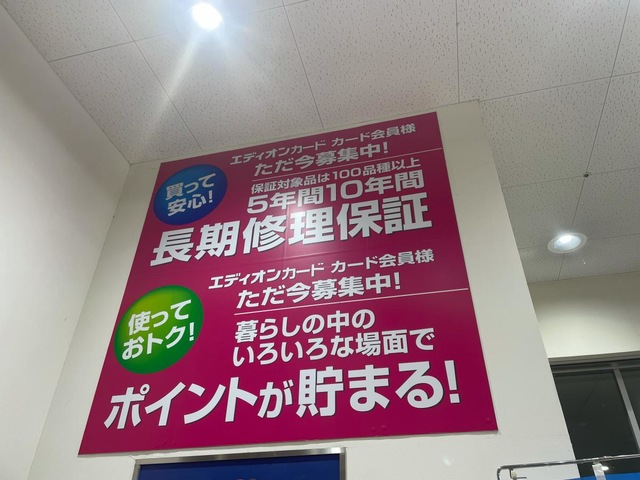 エディオンカード カード会員様
ただ今募集中!
買って
安心!
保証対象品は100品種以上
5年間10年間
長期修理保証
エディオンカード カード会員様
ただ今募集中!
使って
おトク!
暮らしの中の
いろいろな場面で
ポイントが貯まる!